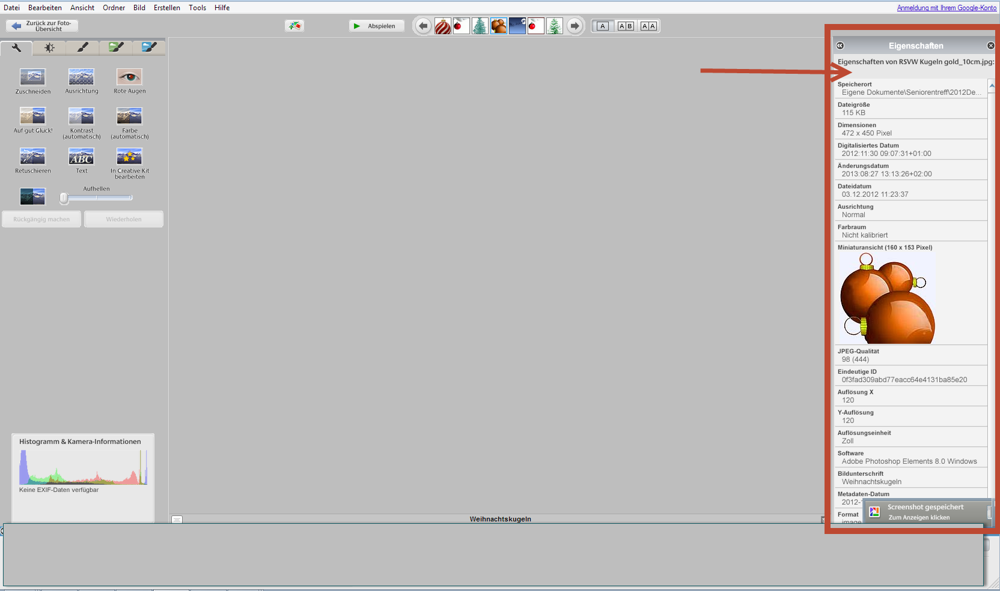 Datei Bearbeiten Ansicht Ordner Bild Erstellen Tools Hilfe
Anmeldung mit Ihrem Google-Konto
Zurück zur Foto-
Übersicht
Abspielen
A A B A A
Zuschneiden Ausrichtung Rote Augen
Auf gut Glück! Kontrast
(automatisch) Farbe
(automatisch)
ABC
Retuschieren Text In Creative Kit
bearbeiten
Aufhellen
Rückgängig machen Wiederholen
Histogramm & Kamera-Informationen
Keine EXIF-Daten verfügbar
Weihnachtskugeln
Eigenschaften
Eigenschaften von RSVW Kugeln gold_10cm.jpg:
Speicherort
Eigene Dokumente\Seniorentreff\2012De...
Dateigröße
115 KB
Dimensionen
472 x 450 Pixel
Digitalisiertes Datum
2012:11:30 09:07:31+01:00
Änderungsdatum
2013:08:27 13:13:26+02:00
Dateidatum
03.12.2012 11:23:37
Ausrichtung
Normal
Farbraum
Nicht kalibriert
Miniaturansicht (160 x 153 Pixel)
JPEG-Qualität
98 (444)
Eindeutige ID
0f3fad309abd77eacc64e4131ba85e20
Auflösung X
120
Y-Auflösung
120
Auflösungseinheit
Zoll
Software
Adobe Photoshop Elements 8.0 Windows
Bildunterschrift
Weihnachtskugeln
Metadaten-Datum
2012-
Format
image
Screenshot gespeichert
Zum Anzeigen klicken